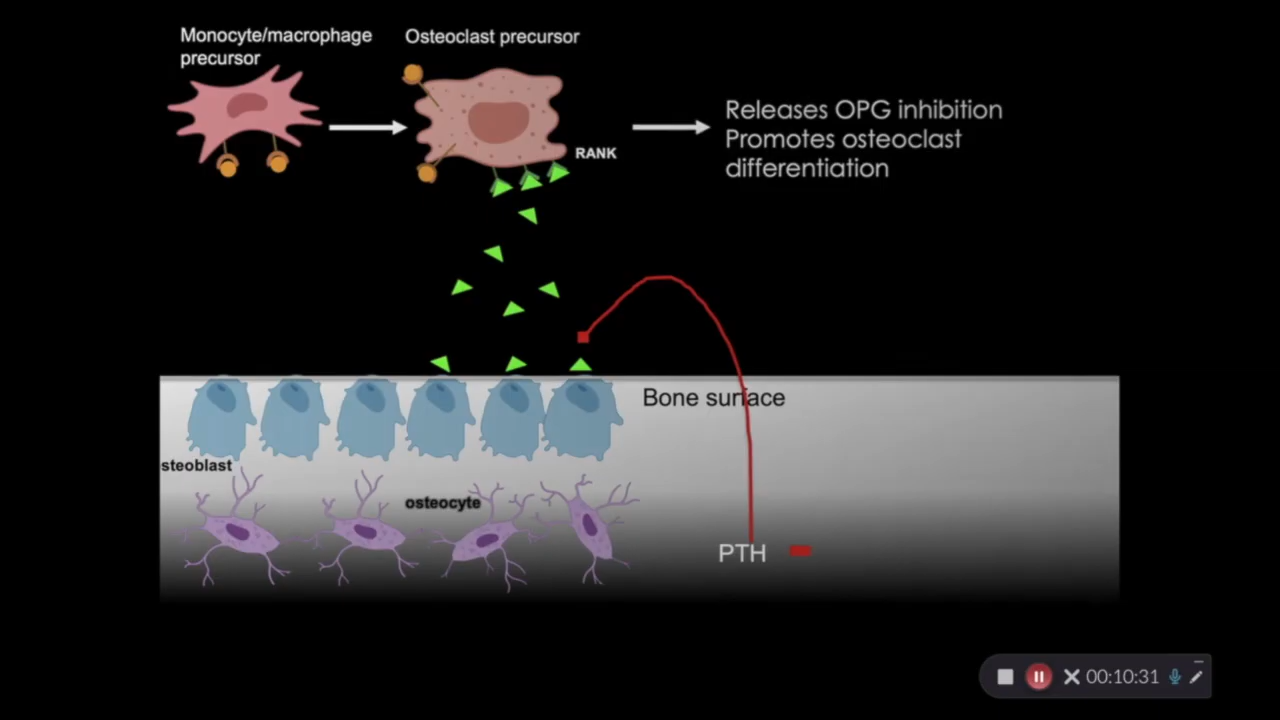 Monocyte/macrophage
precursor
Osteoclast precursor
RANK
Releases OPG inhibition
Promotes osteoclast
differentiation
Bone surface
steoblast
osteocyte
PTH
00:10:31